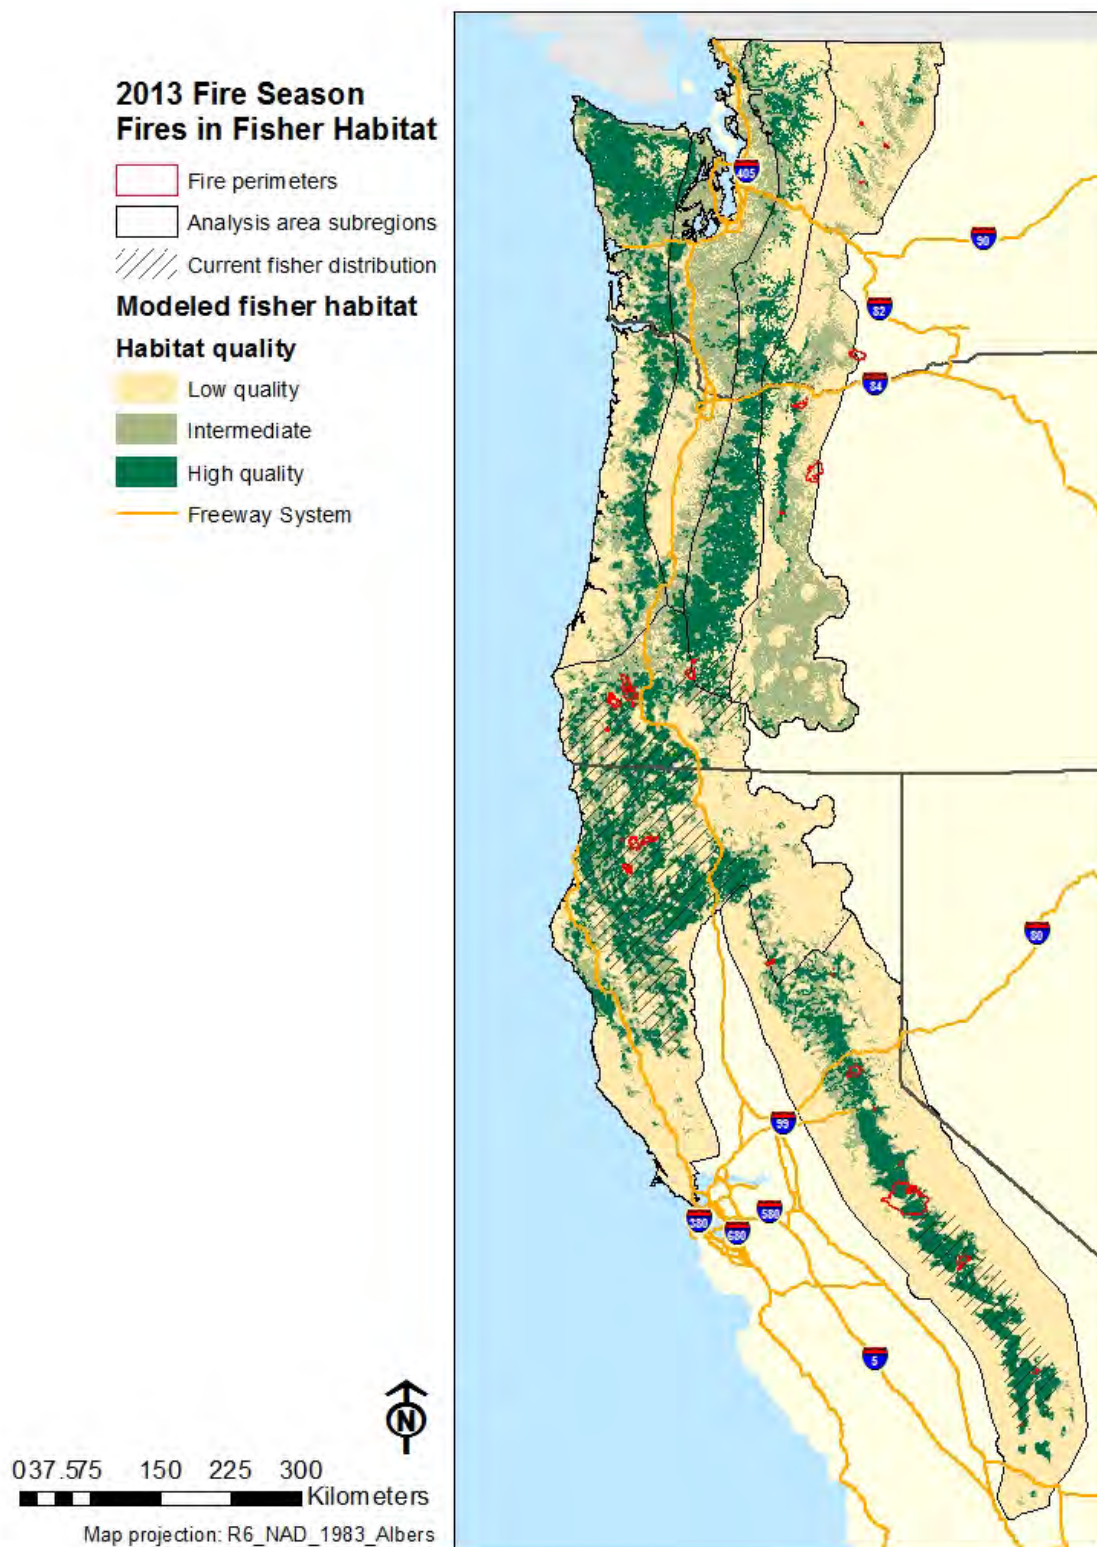 2013 Fire Season
Fires in Fisher Habitat
Fire perimeters
Analysis area subregions
Current fisher distribution
Modeled fisher habitat
Habitat quality
Low quality
Intermediate
High quality
Freeway System
405
90
82
84
80
99
380
680
580
5
N
037.575 150 225 300
Kilometers
Map projection: R6_NAD_1983_Albers